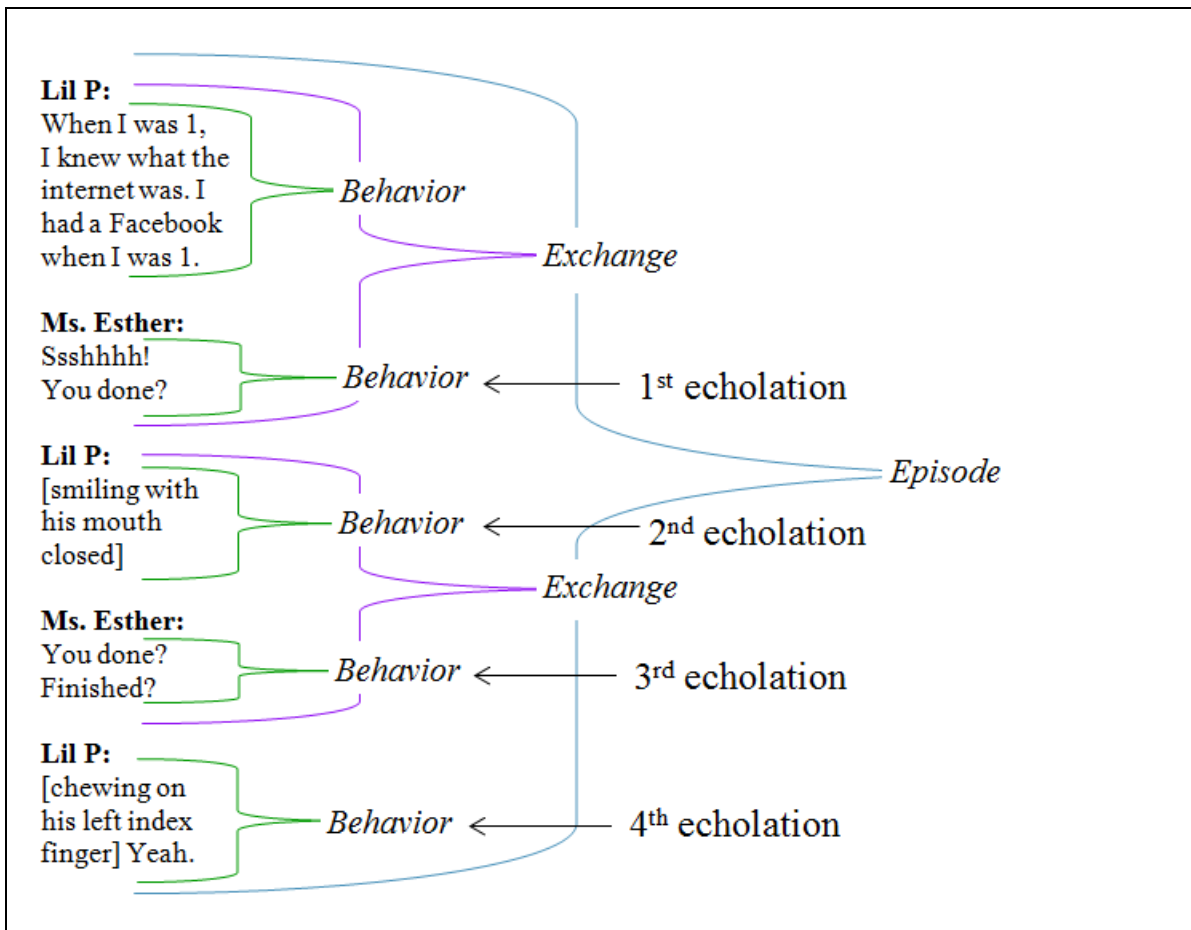 Lil P:
When I was 1,
I knew what the
internet was. I
had a Facebook
when I was 1.
Behavior
Exchange
Ms. Esther:
Ssshhhh!
You done?
Behavior
1st echolation
Lil P:
[smiling with
his mouth
closed]
Behavior
2nd echolation
Episode
Exchange
Ms. Esther:
You done?
Finished?
Behavior
3rd echolation
Lil P:
[chewing on
his left index
finger] Yeah.
Behavior
4th echolation